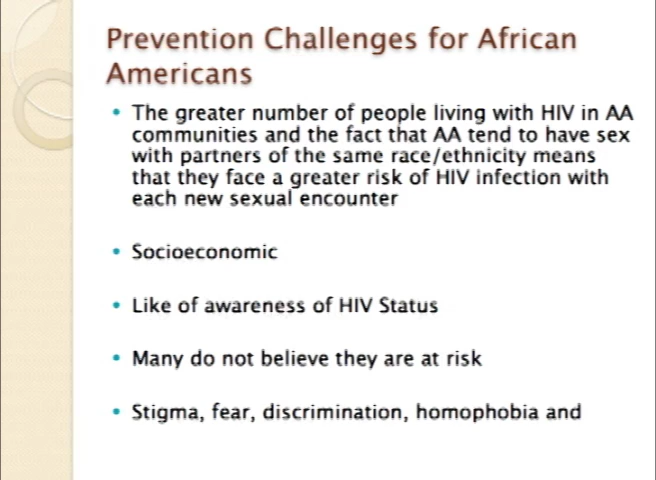 Prevention Challenges for African
Americans
• The greater number of people living with HIV in AA
communities and the fact that AA tend to have sex
with partners of the same race/ethnicity means
that they face a greater risk of HIV infection with
each new sexual encounter
• Socioeconomic
• Like of awareness of HIV Status
• Many do not believe they are at risk
• Stigma, fear, discrimination, homophobia and